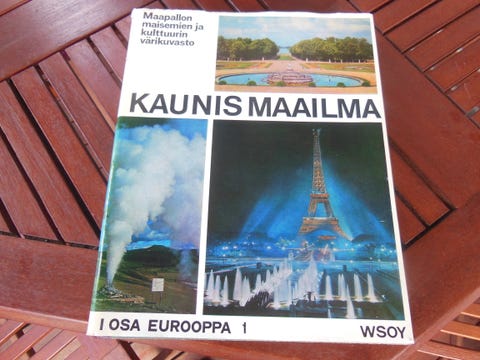 Maapallon
maisemien ja
kulttuurin
värikuvasto
KAUNIS MAAILMA
I OSA EUROOPPA 1
WSOY